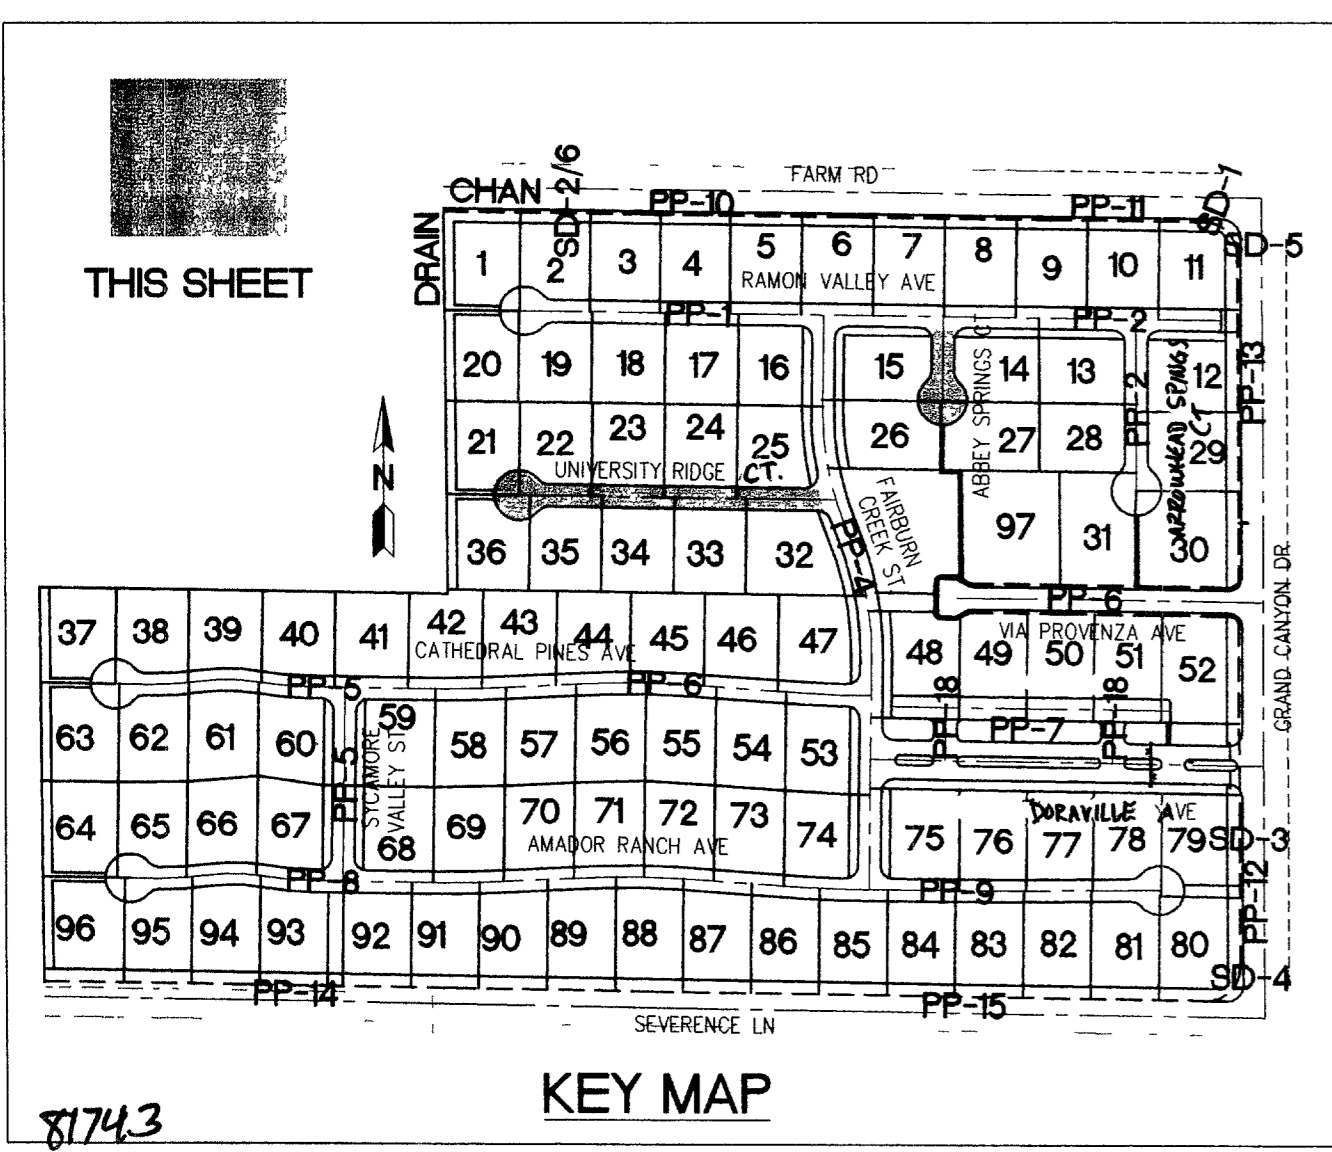 FARM RD
SD-1
CHAN
SD-2/6
PP-10
PP-11
DRAIN
1 2 3 4 5 6 7 8 9 10 11
SD-5
THIS SHEET
RAMON VALLEY AVE
PP-1
PP-2
20 19 18 17 16 15 14 13 12
PP-2
PP-13
ABBEY SPRINGS CT
ARROWHEAD SPINGS CT
21 22 23 24 25 26 27 28 29
UNIVERSITY RIDGE CT.
N
FAIRBURN
CREEK ST
PP-4
36 35 34 33 32 97 31 30
PP-6
GRAND CANYON DR
37 38 39 40 41 42 43 44 45 46 47 48 49 50 51 52
CATHEDRAL PINES AVE
VIA PROVENZA AVE
PP-5
PP-6
PP-18
PP-18
PP-7
63 62 61 60 59 58 57 56 55 54 53
PP-5
SYCAMORE
VALLEY ST
64 65 66 67 68 69 70 71 72 73 74 75 76 77 78 79
DORAVILLE AVE
SD-3
AMADOR RANCH AVE
PP-8
PP-9
PP-12
96 95 94 93 92 91 90 89 88 87 86 85 84 83 82 81 80
SD-4
PP-14
PP-15
SEVERENCE LN
KEY MAP